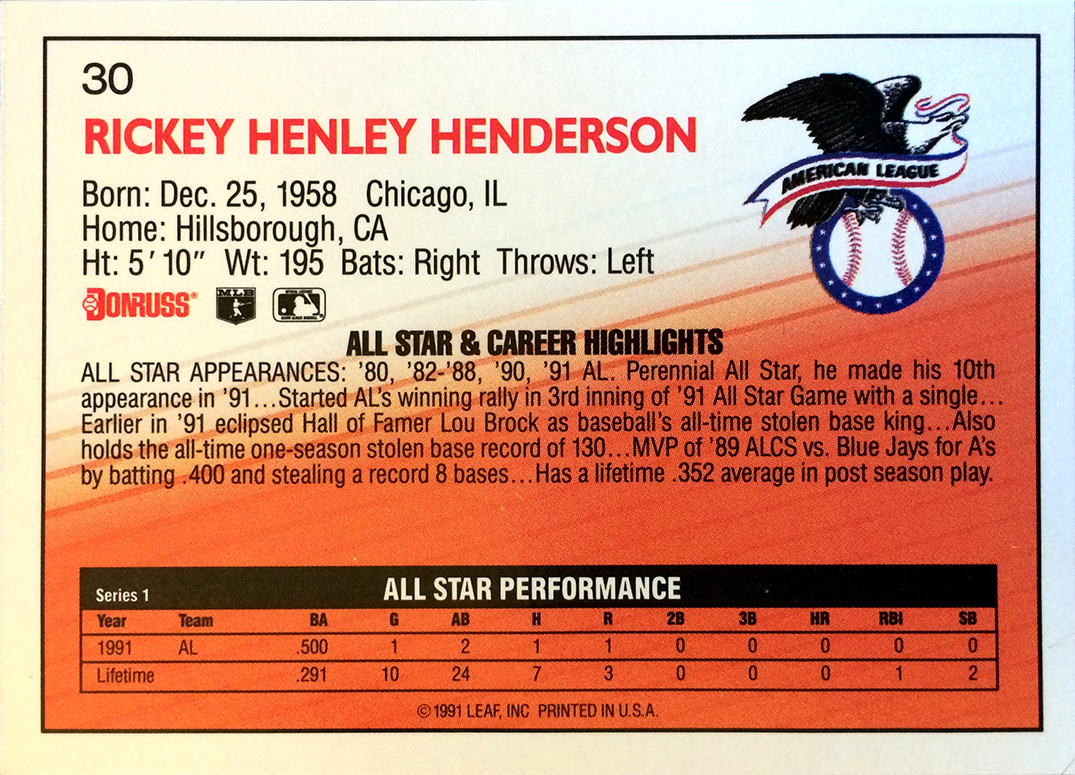 30
RICKEY HENLEY HENDERSON
AMERICAN LEAGUE
Born: Dec. 25, 1958 Chicago, IL
Home: Hillsborough, CA
Ht: 5' 10" Wt: 195 Bats: Right Throws: Left
DONRUSS® MLB
ALL STAR & CAREER HIGHLIGHTS
ALL STAR APPEARANCES: '80, '82-'88, '90, '91 AL. Perennial All Star, he made his 10th
appearance in '91...Started AL's winning rally in 3rd inning of '91 All Star Game with a single...
Earlier in '91 eclipsed Hall of Famer Lou Brock as baseball's all-time stolen base king...Also
holds the all-time one-season stolen base record of 130...MVP of '89 ALCS vs. Blue Jays for A's
by batting .400 and stealing a record 8 bases...Has a lifetime .352 average in post season play.
Series 1 ALL STAR PERFORMANCE
Year Team BA G AB H R 2B 3B HR RBI SB
1991 AL .500 1 2 1 1 0 0 0 0 0
Lifetime .291 10 24 7 3 0 0 0 1 2
©1991 LEAF, INC PRINTED IN U.S.A.